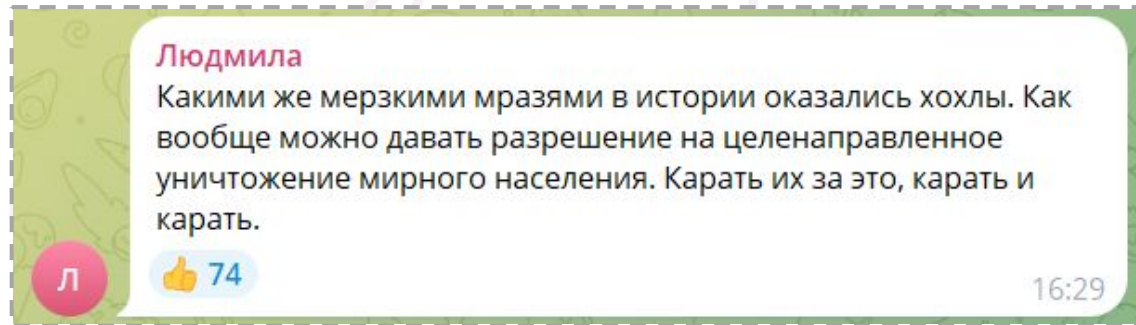 Людмила
Какими же мерзкими мразями в истории оказались хохлы. Как
вообще можно давать разрешение на целенаправленное
уничтожение мирного населения. Карать их за это, карать и
карать.
👍 74
16:29
Л